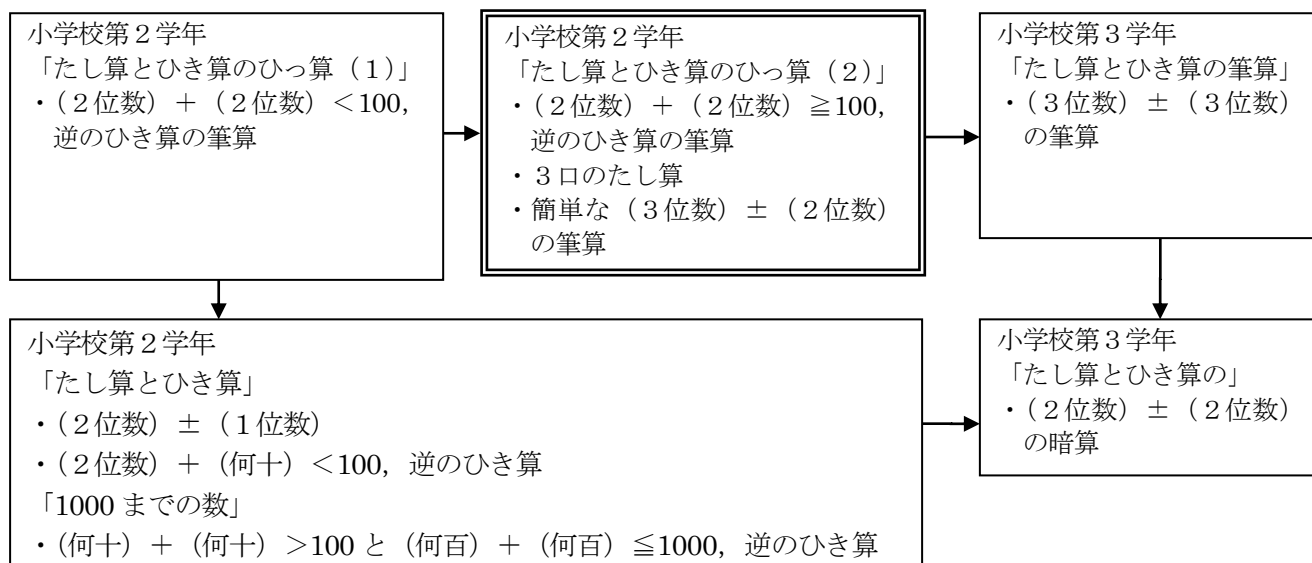 小学校第２学年
「たし算とひき算のひっ算（１）」
・（２位数）＋（２位数）＜100，
逆のひき算の筆算
小学校第２学年
「たし算とひき算のひっ算（２）」
・（２位数）＋（２位数）≧100，
逆のひき算の筆算
・３口のたし算
・簡単な（３位数）±（２位数）
の筆算
小学校第３学年
「たし算とひき算の筆算」
・（３位数）±（３位数）
の筆算
小学校第２学年
「たし算とひき算」
・（２位数）±（１位数）
・（２位数）＋（何十）＜100，逆のひき算
「1000 までの数」
・（何十）＋（何十）＞100 と（何百）＋（何百）≦1000，逆のひき算
小学校第３学年
「たし算とひき算の」
・（２位数）±（２位数）
の暗算